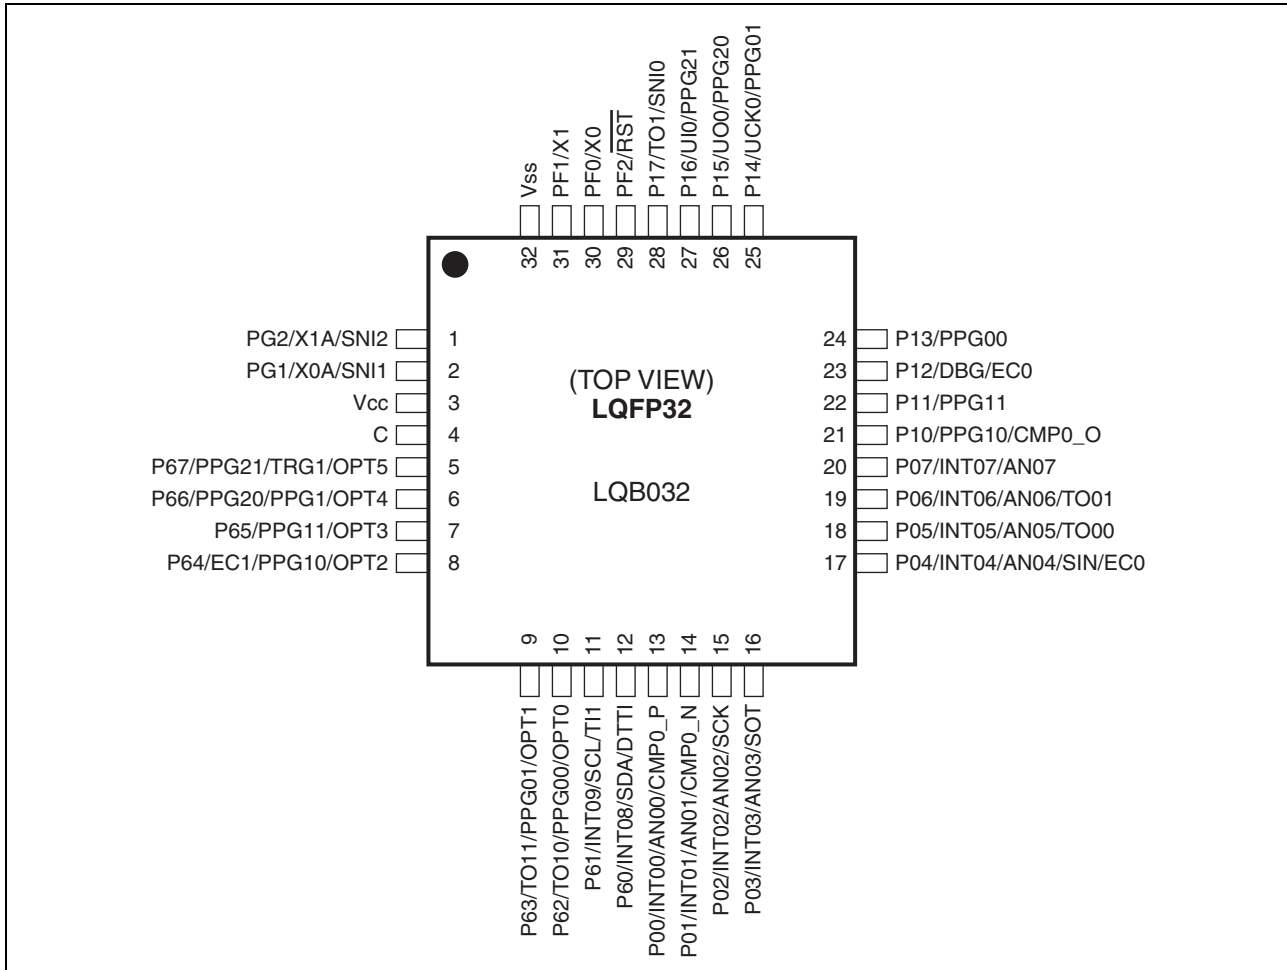 Vss
PF1/X1
PF0/X0
PF2/RST
P17/TO1/SNI0
P16/UI0/PPG21
P15/UO0/PPG20
P14/UCK0/PPG01
32
31
30
29
28
27
26
25
PG2/X1A/SNI2 1
PG1/X0A/SNI1 2
Vcc 3
C 4
P67/PPG21/TRG1/OPT5 5
P66/PPG20/PPG1/OPT4 6
P65/PPG11/OPT3 7
P64/EC1/PPG10/OPT2 8
(TOP VIEW)
LQFP32
LQB032
24 P13/PPG00
23 P12/DBG/EC0
22 P11/PPG11
21 P10/PPG10/CMP0_O
20 P07/INT07/AN07
19 P06/INT06/AN06/TO01
18 P05/INT05/AN05/TO00
17 P04/INT04/AN04/SIN/EC0
9
10
11
12
13
14
15
16
P63/TO11/PPG01/OPT1
P62/TO10/PPG00/OPT0
P61/INT09/SCL/TI1
P60/INT08/SDA/DTTI
P00/INT00/AN00/CMP0_P
P01/INT01/AN01/CMP0_N
P02/INT02/AN02/SCK
P03/INT03/AN03/SOT